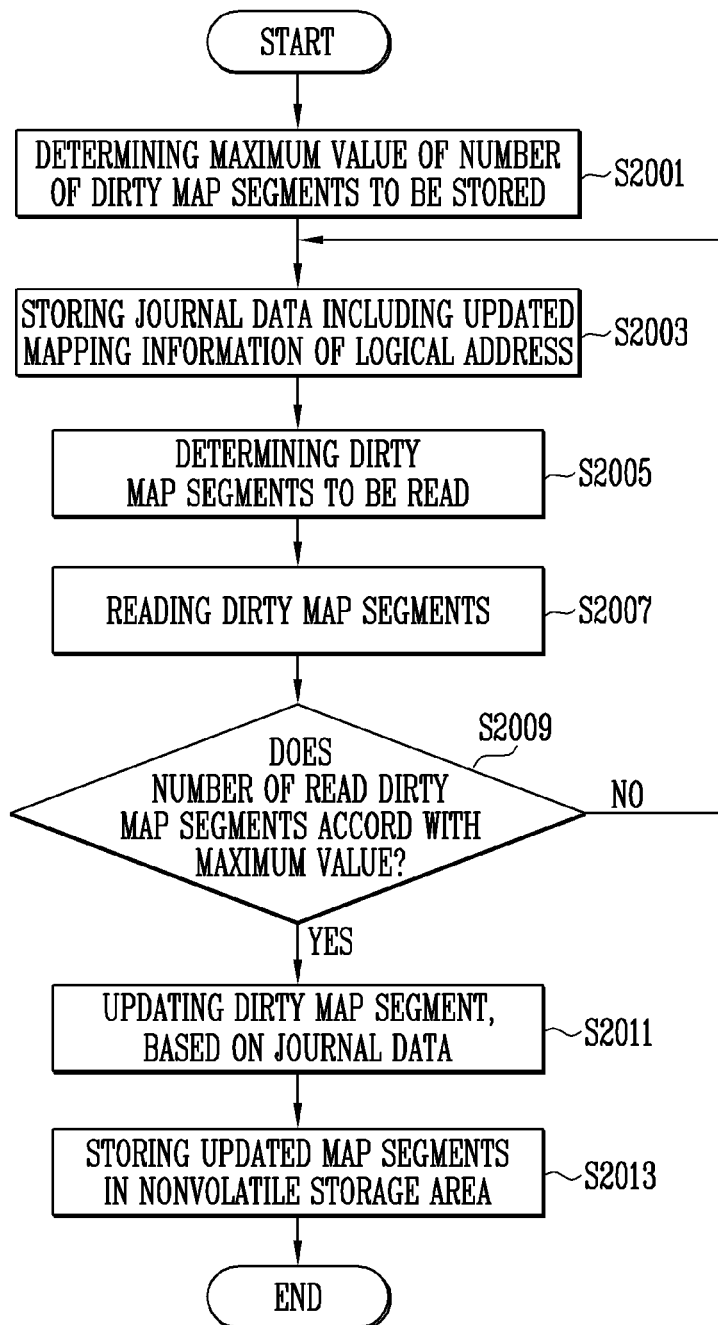 START
DETERMINING MAXIMUM VALUE OF NUMBER
OF DIRTY MAP SEGMENTS TO BE STORED
S2001
STORING JOURNAL DATA INCLUDING UPDATED
MAPPING INFORMATION OF LOGICAL ADDRESS
S2003
DETERMINING DIRTY
MAP SEGMENTS TO BE READ
S2005
READING DIRTY MAP SEGMENTS
S2007
S2009
DOES
NUMBER OF READ DIRTY
MAP SEGMENTS ACCORD WITH
MAXIMUM VALUE?
NO
YES
UPDATING DIRTY MAP SEGMENT,
BASED ON JOURNAL DATA
S2011
STORING UPDATED MAP SEGMENTS
IN NONVOLATILE STORAGE AREA
S2013
END